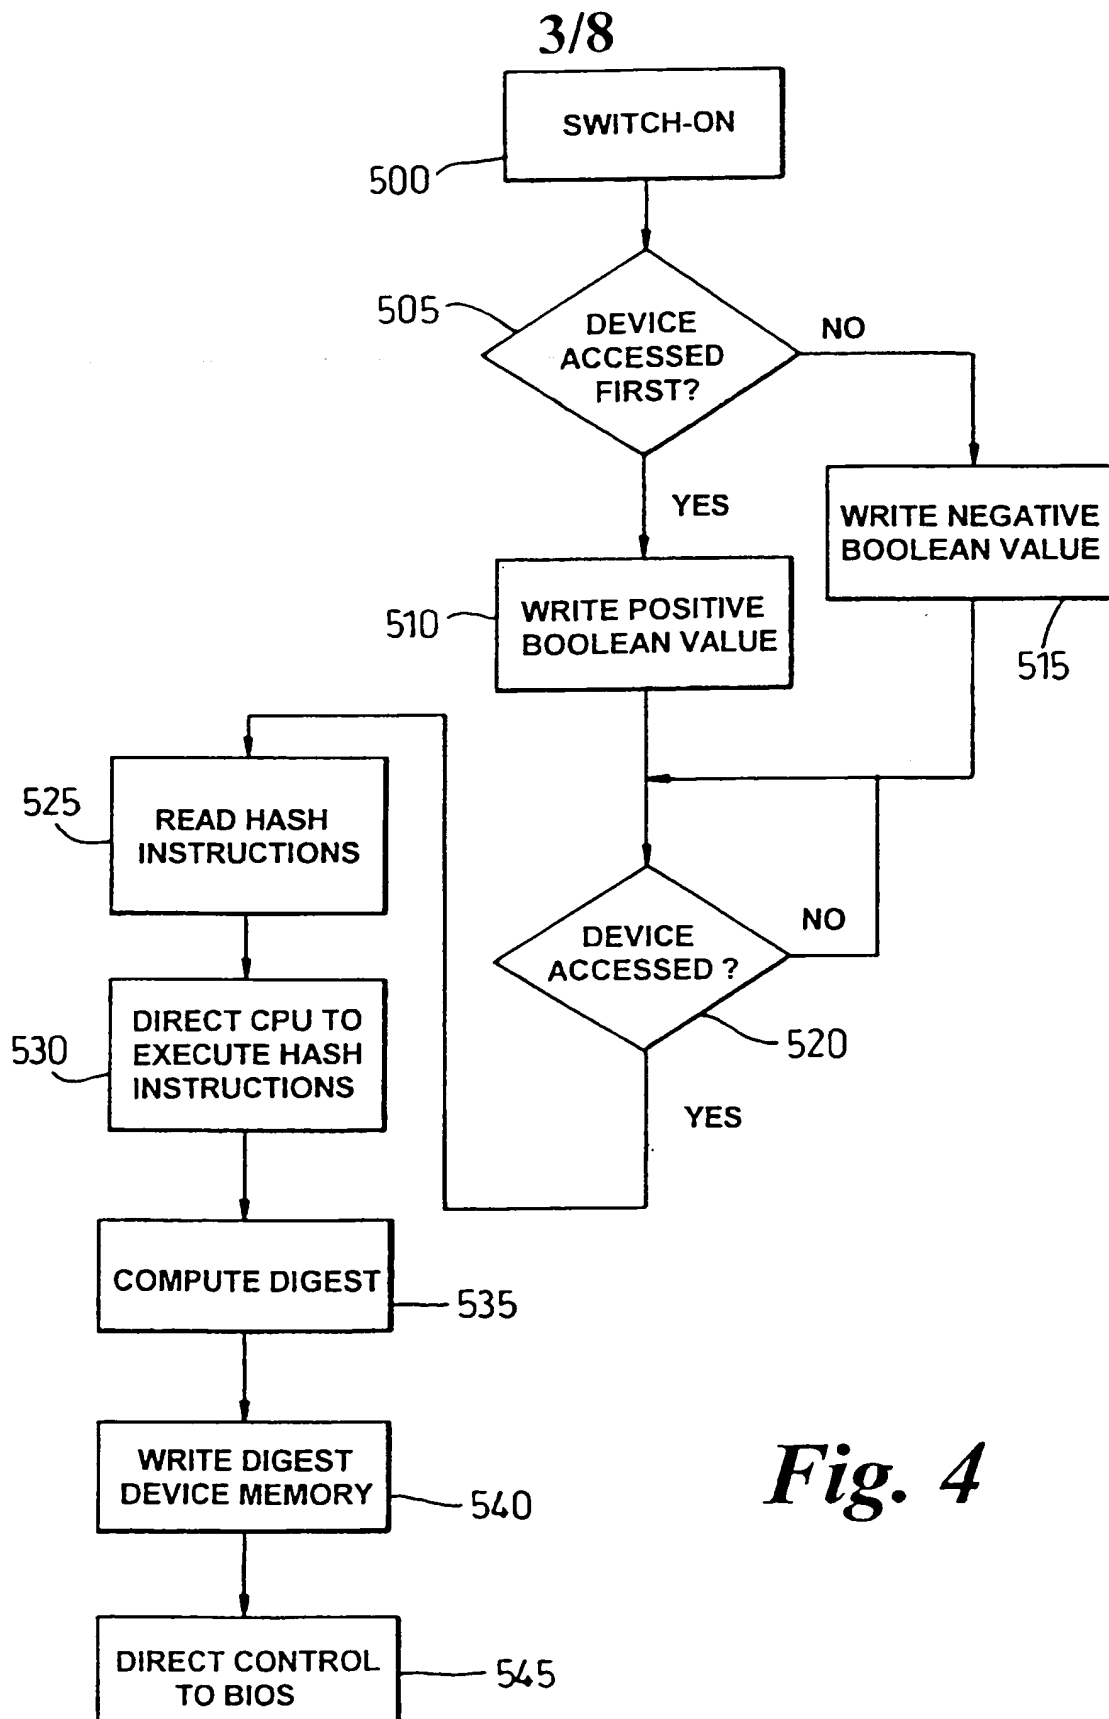 3/8
SWITCH-ON
500
505
DEVICE
ACCESSED
FIRST?
NO
YES
WRITE NEGATIVE
BOOLEAN VALUE
515
510
WRITE POSITIVE
BOOLEAN VALUE
525
READ HASH
INSTRUCTIONS
DEVICE
ACCESSED ?
NO
520
YES
530
DIRECT CPU TO
EXECUTE HASH
INSTRUCTIONS
COMPUTE DIGEST
535
WRITE DIGEST
DEVICE MEMORY
540
DIRECT CONTROL
TO BIOS
545
Fig. 4